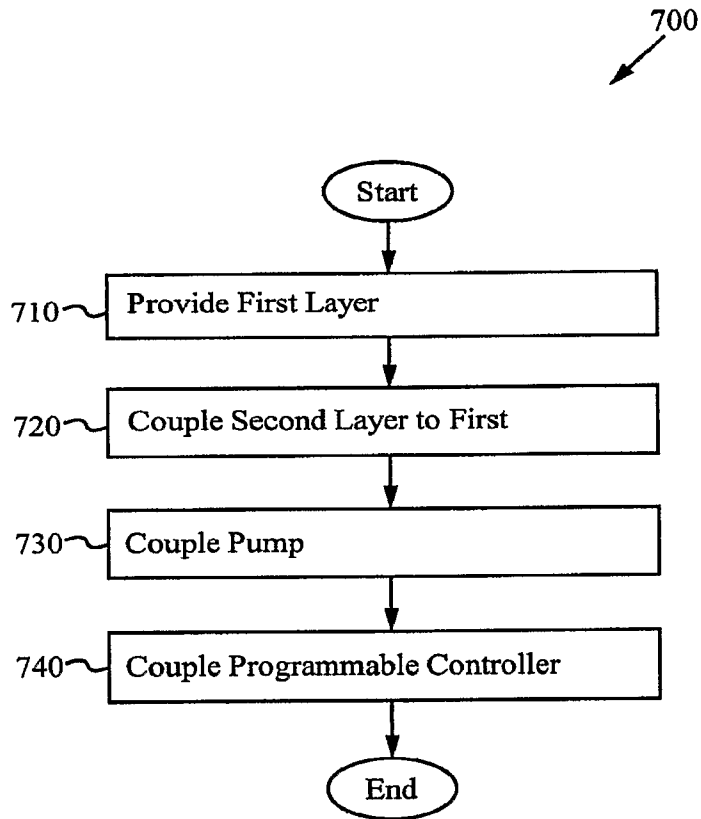 700
Start
710 Provide First Layer
720 Couple Second Layer to First
730 Couple Pump
740 Couple Programmable Controller
End